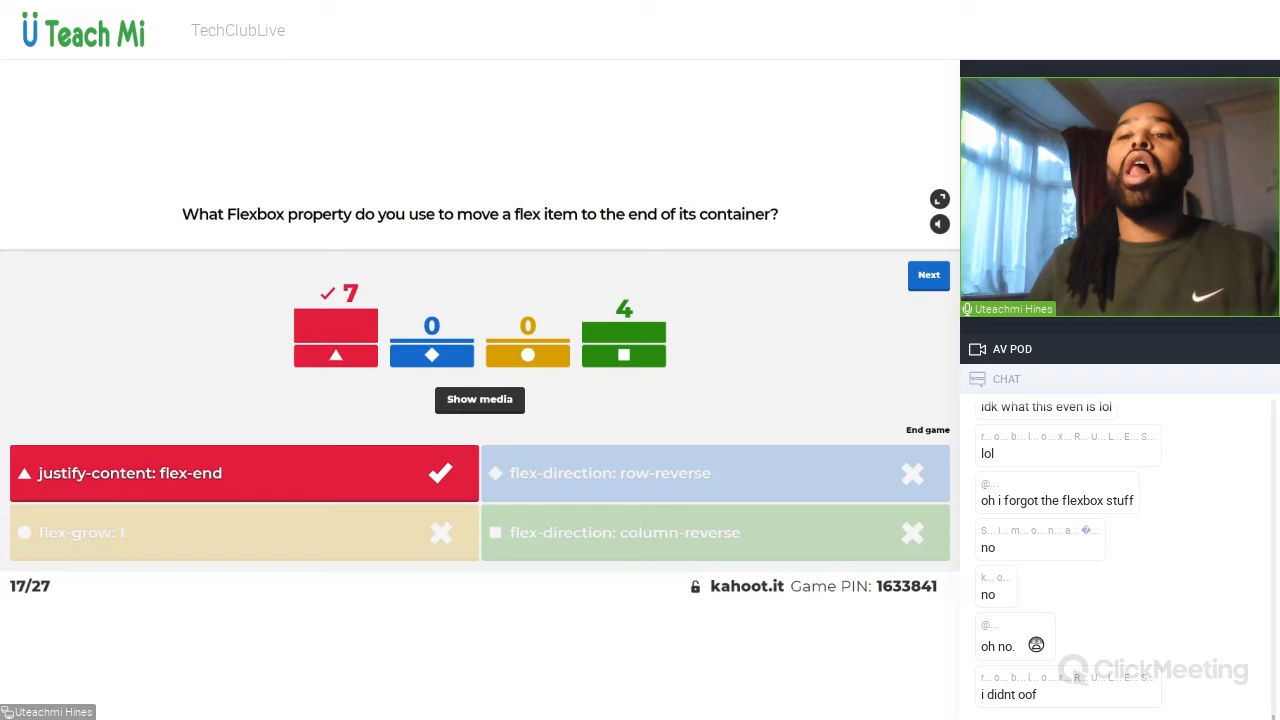 Ü Teach Mi
TechClubLive
What Flexbox property do you use to move a flex item to the end of its container?
Next
7
0
0
4
Show media
End game
justify-content: flex-end
flex-direction: row-reverse
flex-grow: 1
flex-direction: column-reverse
17/27
kahoot.it Game PIN: 1633841
Uteachmi Hines
Uteachmi Hines
AV POD
CHAT
idk what this even is lol
r... o... b... l... o... x... R... U... L... E... S...
lol
@...
oh i forgot the flexbox stuff
S... i... m... o... n... a... �...
no
k... o...
no
@...
oh no. 😨
r... o... b... l... o... x... R... U... L... E... S...
i didnt oof
ClickMeeting